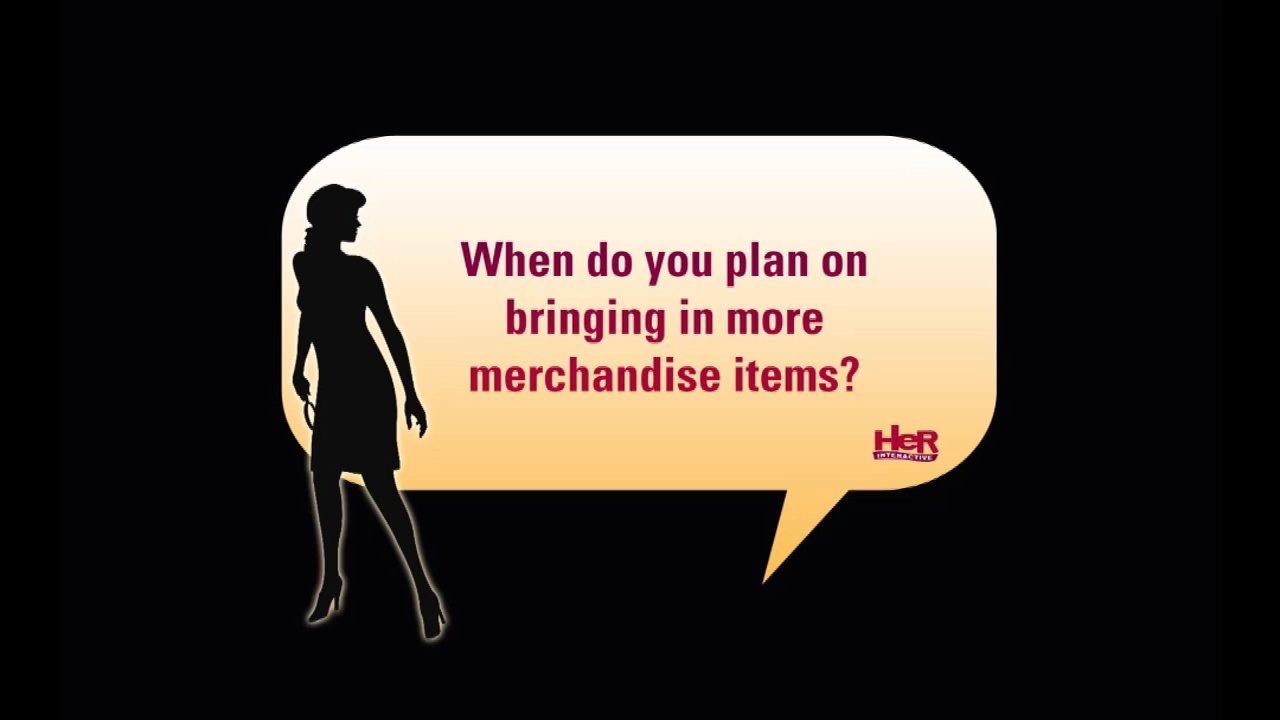 When do you plan on
bringing in more
merchandise items?
HeR
INTERACTIVE